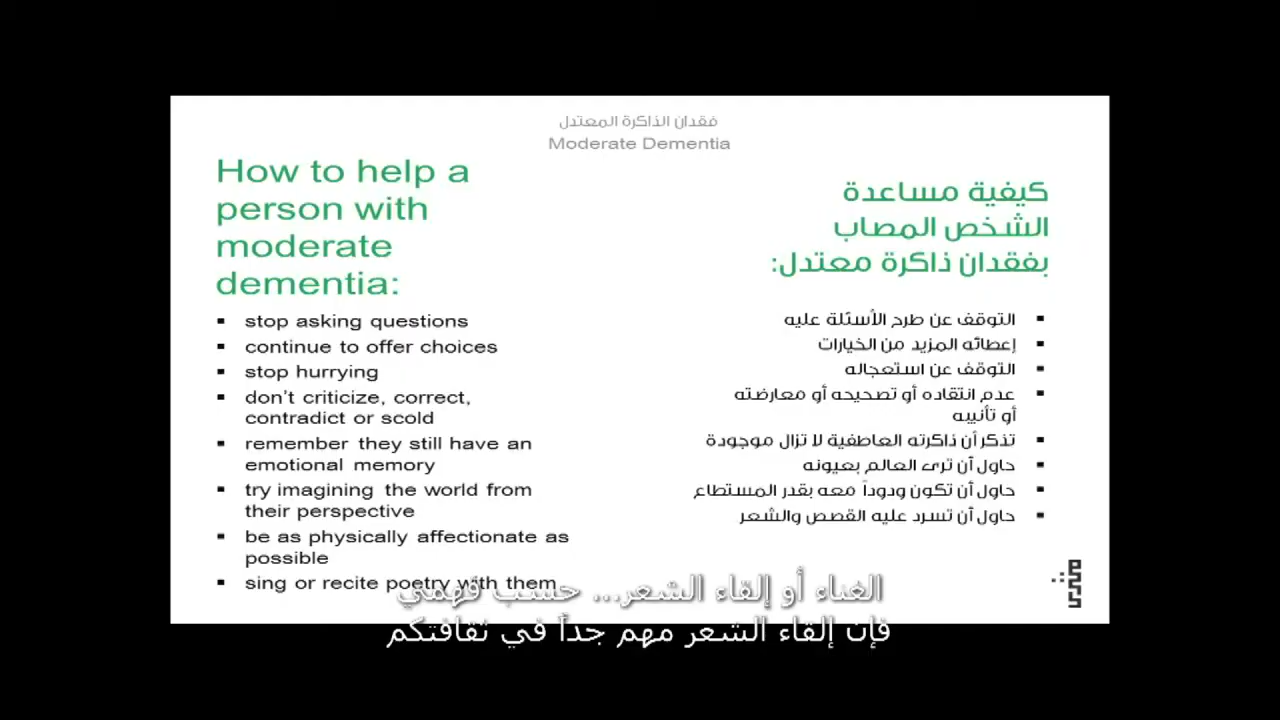 فقدان الذاكرة المعتدل
Moderate Dementia
How to help a
person with
moderate
dementia:
▪ stop asking questions
▪ continue to offer choices
▪ stop hurrying
▪ don't criticize, correct,
contradict or scold
▪ remember they still have an
emotional memory
▪ try imagining the world from
their perspective
▪ be as physically affectionate as
possible
▪ sing or recite poetry with them
كيفية مساعدة
الشخص المصاب
بفقدان ذاكرة معتدل:
▪ التوقف عن طرح الأسئلة عليه
▪ إعطائه المزيد من الخيارات
▪ التوقف عن استعجاله
▪ عدم انتقاده أو تصحيحه أو معارضته
أو تأنيبه
▪ تذكر أن ذاكرته العاطفية لا تزال موجودة
▪ حاول أن ترى العالم بعيونه
▪ حاول أن تكون ودوداً معه بقدر المستطاع
▪ حاول أن تسرد عليه القصص والشعر
الغناء أو إلقاء الشعر... حسب فهمي
فإن إلقاء الشعر مهم جداً في ثقافتكم